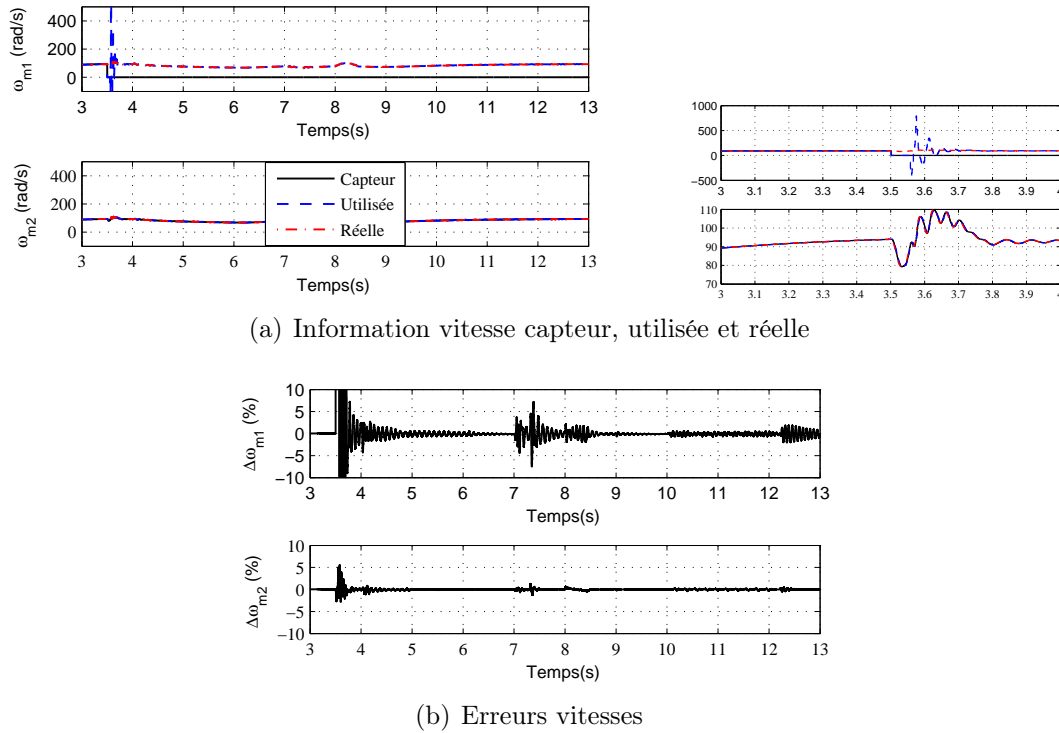 400
200
0
ω_m1 (rad/s)
3 4 5 6 7 8 9 10 11 12 13
Temps(s)
400
200
0
ω_m2 (rad/s)
3 4 5 6 7 8 9 10 11 12 13
Temps(s)
Capteur
Utilisée
Réelle
1000
500
0
−500
3 3.1 3.2 3.3 3.4 3.5 3.6 3.7 3.8 3.9 4
110
100
90
80
70
3 3.1 3.2 3.3 3.4 3.5 3.6 3.7 3.8 3.9 4
(a) Information vitesse capteur, utilisée et réelle
10
5
0
−5
−10
Δω_m1 (%)
3 4 5 6 7 8 9 10 11 12 13
Temps(s)
10
5
0
−5
−10
Δω_m2 (%)
3 4 5 6 7 8 9 10 11 12 13
Temps(s)
(b) Erreurs vitesses